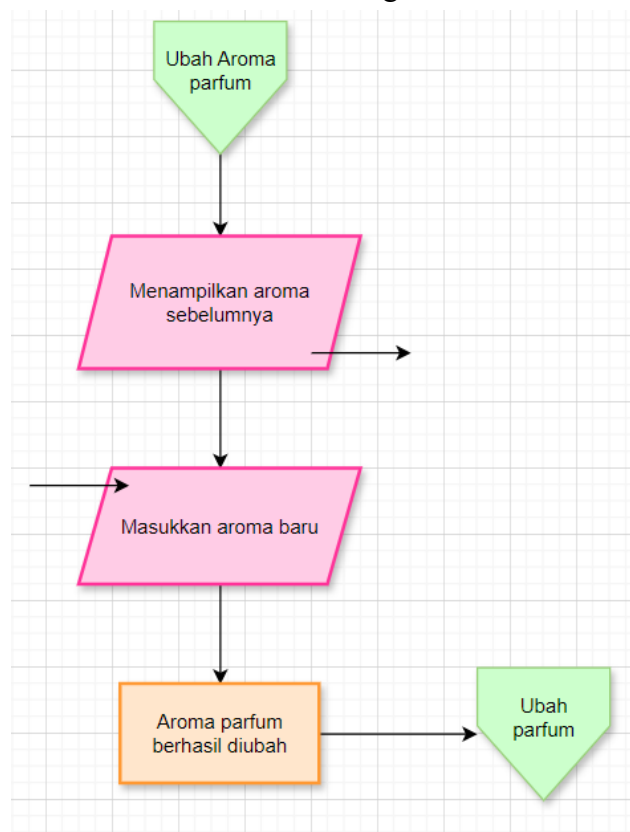 Ubah Aroma
parfum
Menampilkan aroma
sebelumnya
Masukkan aroma baru
Aroma parfum
berhasil diubah
Ubah
parfum